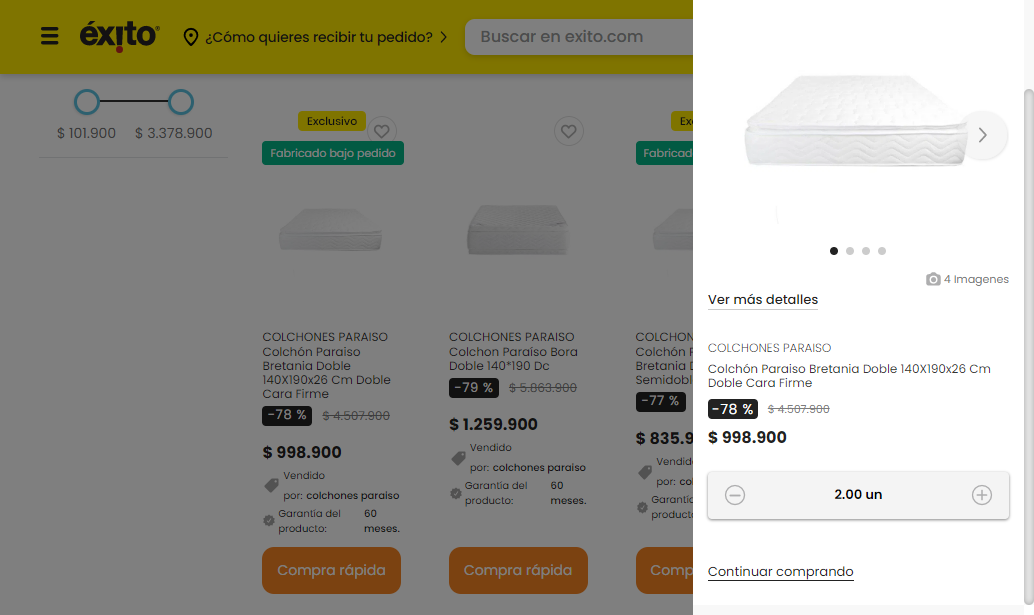 éxito
¿Cómo quieres recibir tu pedido?
Buscar en exito.com
$ 101.900
$ 3.378.900
Exclusivo
Fabricado bajo pedido
COLCHONES PARAISO
Colchón Paraiso
Bretania Doble
140X190x26 Cm Doble
Cara Firme
-78 %
$ 4.507.900
$ 998.900
Vendido
por: colchones paraiso
Garantía del
producto:
60
meses.
Compra rápida
COLCHONES PARAISO
Colchon Paraiso Bora
Doble 140*190 Dc
-79 %
$ 5.863.900
$ 1.259.900
Vendido
por: colchones paraiso
Garantía del
producto:
60
meses.
Compra rápida
Ex
Fabricad
COLCHON
Colchón P
Bretania D
Semidobl
-77 %
$ 835.9
Vendid
por: co
Garantí
product
Comp
4 Imagenes
Ver más detalles
COLCHONES PARAISO
Colchón Paraiso Bretania Doble 140X190x26 Cm
Doble Cara Firme
-78 %
$ 4.507.900
$ 998.900
2.00 un
Continuar comprando